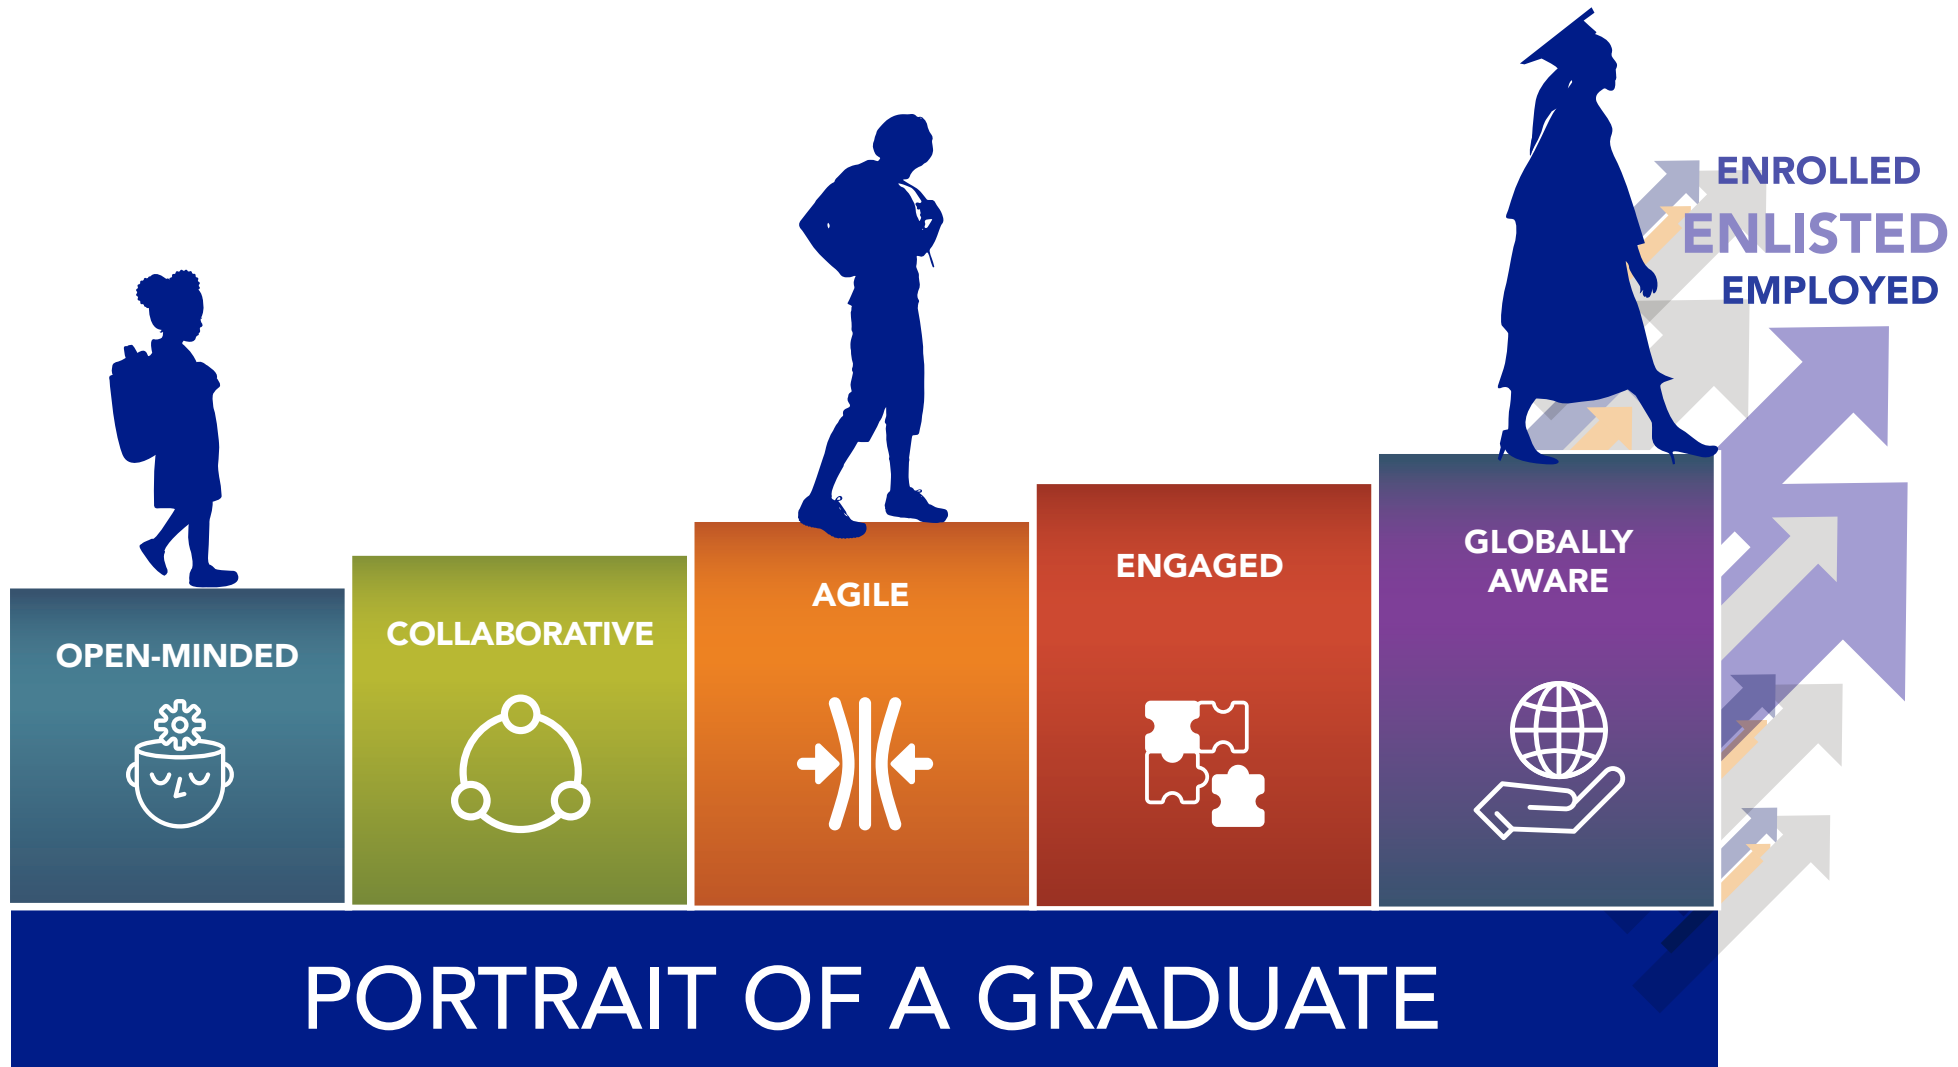 ENROLLED
ENLISTED
EMPLOYED
OPEN-MINDED
COLLABORATIVE
AGILE
ENGAGED
GLOBALLY
AWARE
PORTRAIT OF A GRADUATE